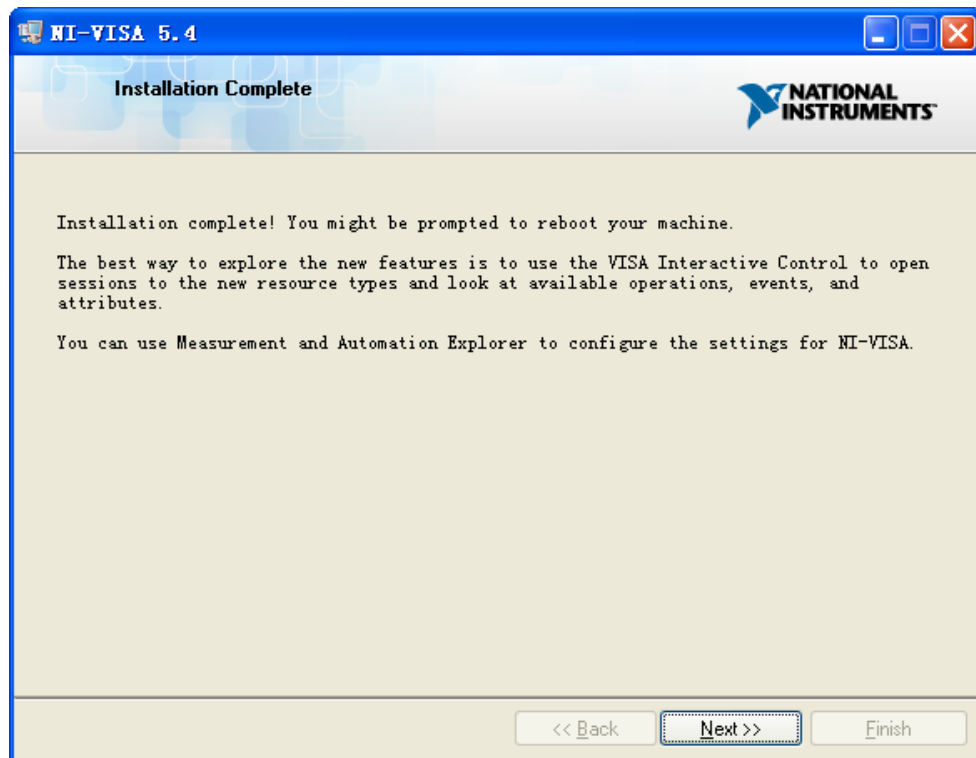 NI-VISA 5.4
Installation Complete
NATIONAL
INSTRUMENTS™
Installation complete! You might be prompted to reboot your machine.
The best way to explore the new features is to use the VISA Interactive Control to open
sessions to the new resource types and look at available operations, events, and
attributes.
You can use Measurement and Automation Explorer to configure the settings for NI-VISA.
<< Back
Next >>
Finish